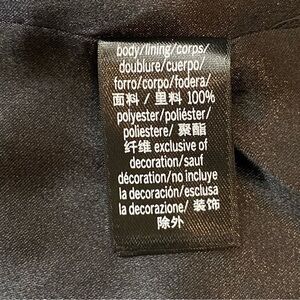 body/lining/corps/
doublure/cuerpo/
forro/corpo/fodera/
面料 / 里料 100%
polyester/poliéster/
poliestere/ 聚酯
纤维 exclusive of
decoration/sauf
décoration/no incluye
la decoración/esclusa
la decorazione/ 装饰
除外